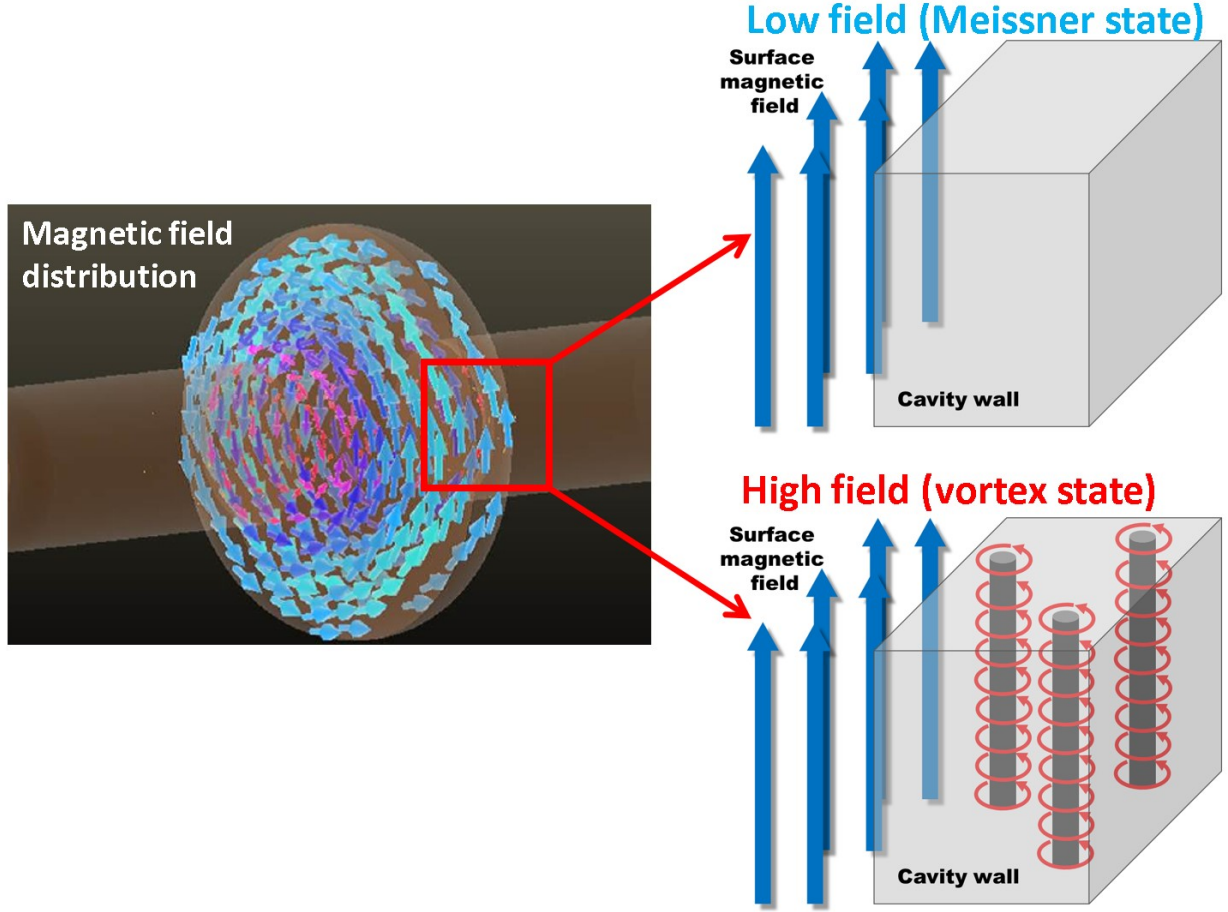 Low field (Meissner state)
Surface
magnetic
field
Cavity wall
Magnetic field
distribution
High field (vortex state)
Surface
magnetic
field
Cavity wall